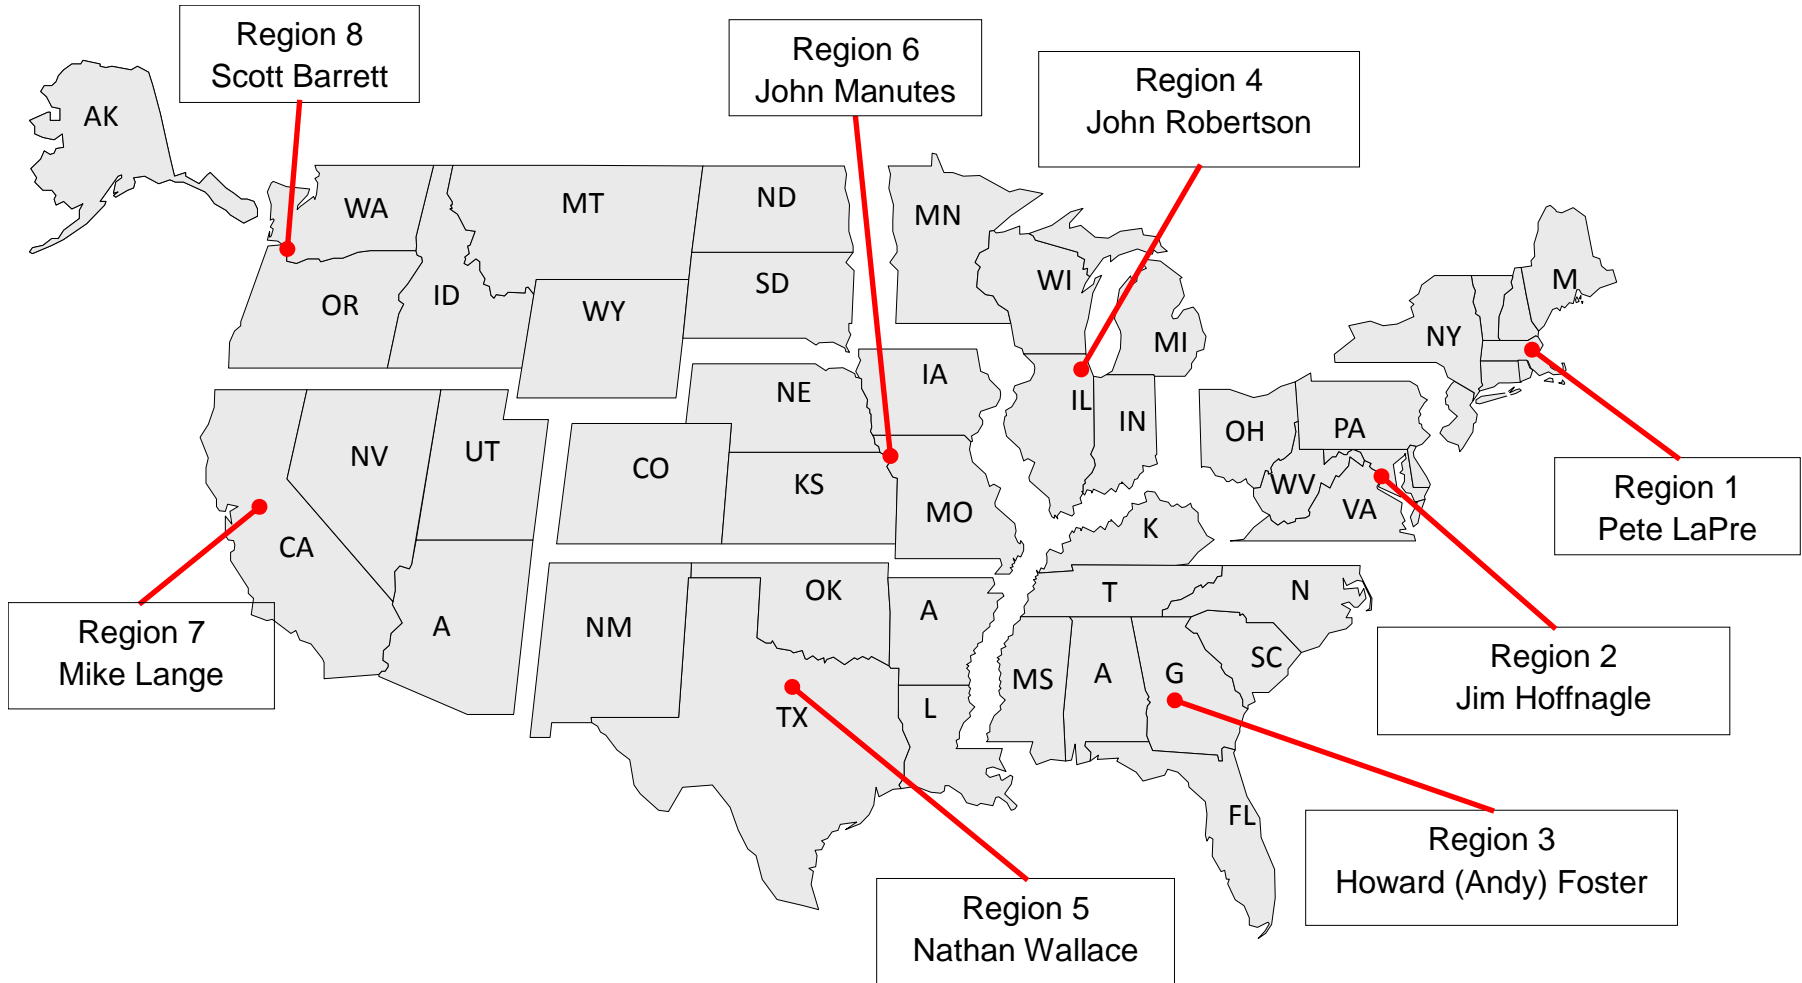 Region 8
Scott Barrett
Region 6
John Manutes
Region 4
John Robertson
AK
WA
MT
ND
MN
OR
ID
WY
SD
WI
MI
NY
M
NE
IA
IL
IN
OH
PA
NV
UT
CO
KS
MO
WV
VA
CA
K
Region 1
Pete LaPre
A
NM
OK
A
T
N
Region 7
Mike Lange
TX
L
MS
A
G
SC
Region 2
Jim Hoffnagle
FL
Region 3
Howard (Andy) Foster
Region 5
Nathan Wallace